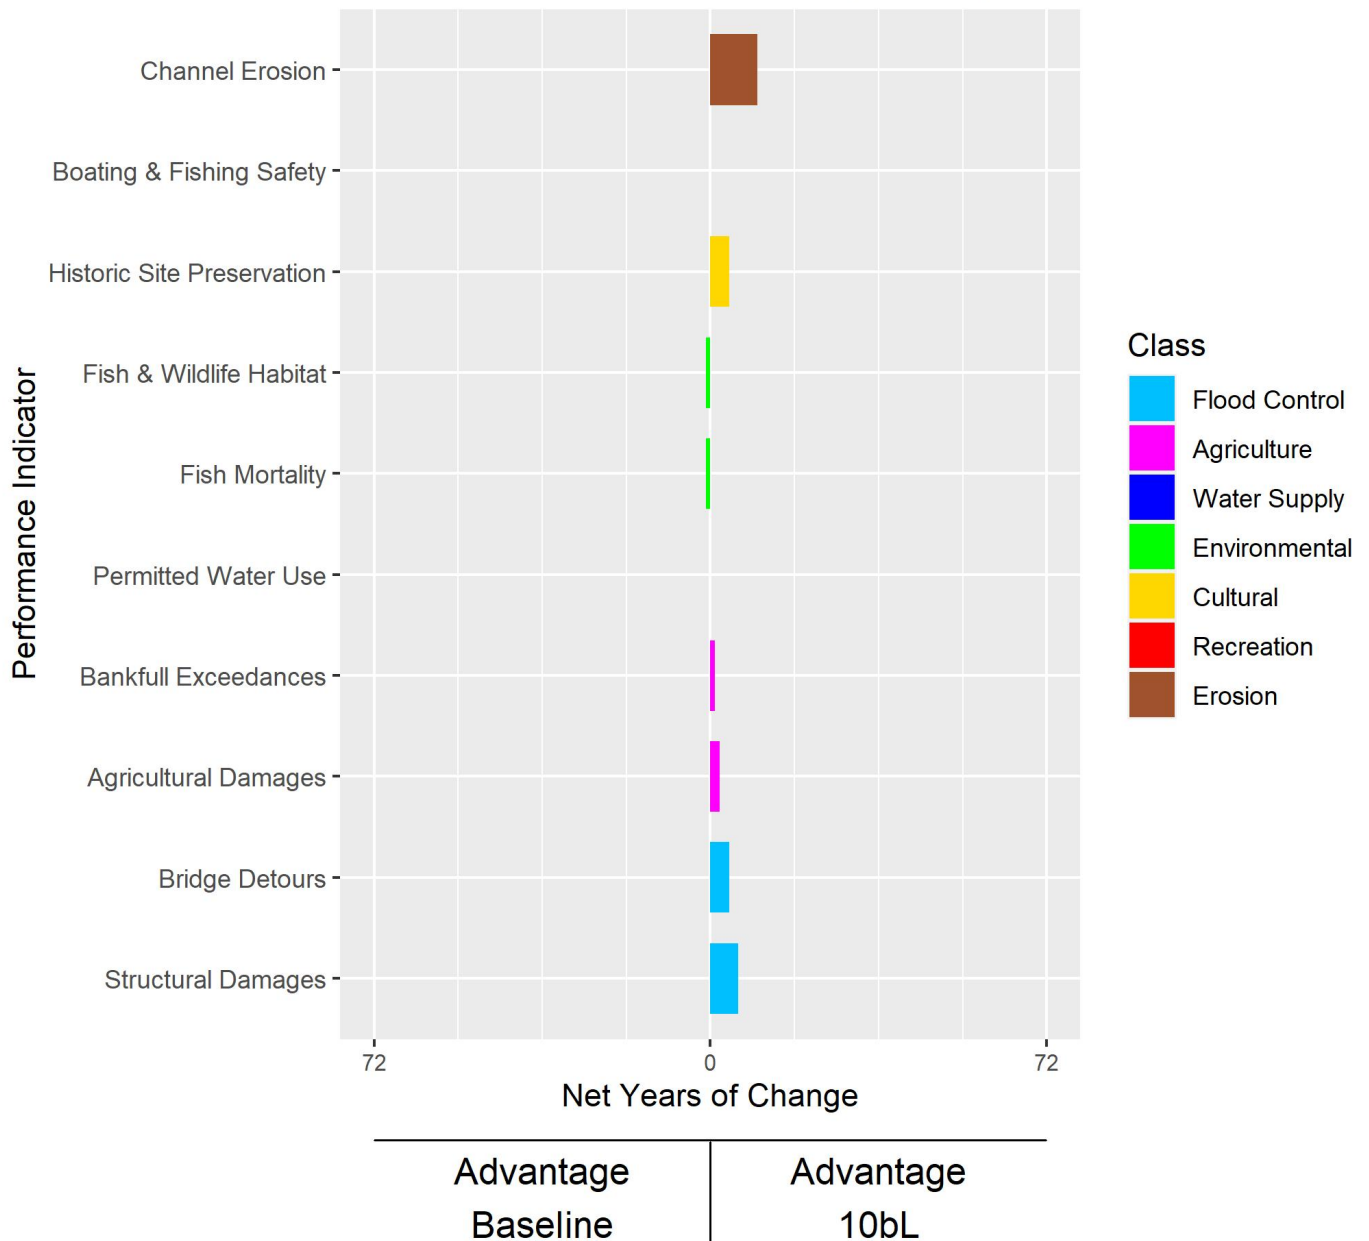 Performance Indicator
Channel Erosion
Boating & Fishing Safety
Historic Site Preservation
Fish & Wildlife Habitat
Fish Mortality
Permitted Water Use
Bankfull Exceedances
Agricultural Damages
Bridge Detours
Structural Damages
72
0
72
Net Years of Change
Advantage
Baseline
Advantage
10bL
Class
Flood Control
Agriculture
Water Supply
Environmental
Cultural
Recreation
Erosion